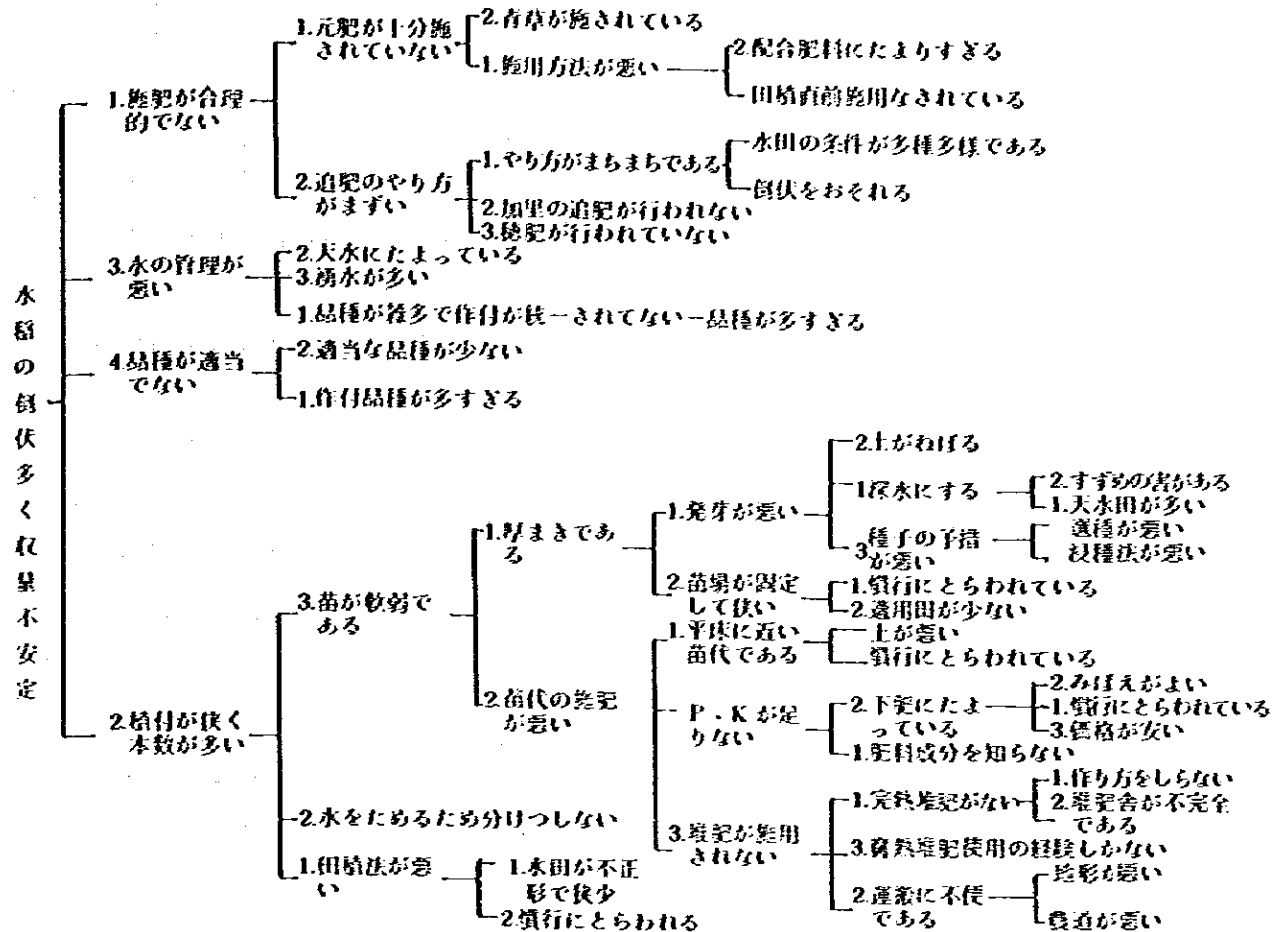 水稲の倒伏多く収量不安定
1.施肥が合理
的でない
1.元肥が十分施
されていない
2.青草が施されている
1.施用方法が悪い
2.配合肥料にたよりすぎる
田植直前施用なされている
2.追肥のやり方
がまずい
1.やり方がまちまちである
水田の条件が多種多様である
倒伏をおそれる
2.加里の追肥が行われない
3.穂肥が行われていない
3.水の管理が
悪い
2.天水にたよっている
3.湧水が多い
1.品種が雑多で作付が統一されてない
品種が多すぎる
4.品種が適当
でない
2.適当な品種が少ない
1.作付品種が多すぎる
2.植付が狭く
本数が多い
3.苗が軟弱で
ある
1.厚まきであ
る
1.発芽が悪い
2.土がねばる
1深水にする
2.すずめの害がある
1.天水田が多い
3.種子の予措
が悪い
選種が悪い
浸種法が悪い
2.苗場が固定
して狭い
1.慣行にとらわれている
2.適用田が少ない
2.苗代の施肥
が悪い
1.平床に近い
苗代である
土が悪い
慣行にとらわれている
P・Kが足
りない
2.下肥にたよ
っている
2.みばえがよい
1.慣行にとらわれている
3.価格が安い
1.肥料成分を知らない
3.堆肥が施用
されない
1.完熟堆肥がない
1.作り方をしらない
2.堆肥舎が不完全
である
3.腐熟堆肥使用の経験しかない
2.運搬に不便
である
地形が悪い
農道が悪い
2.水をためるため分けつしない
1.田植法が悪
い
1.水田が不正
形で狭少
2.慣行にとらわれる